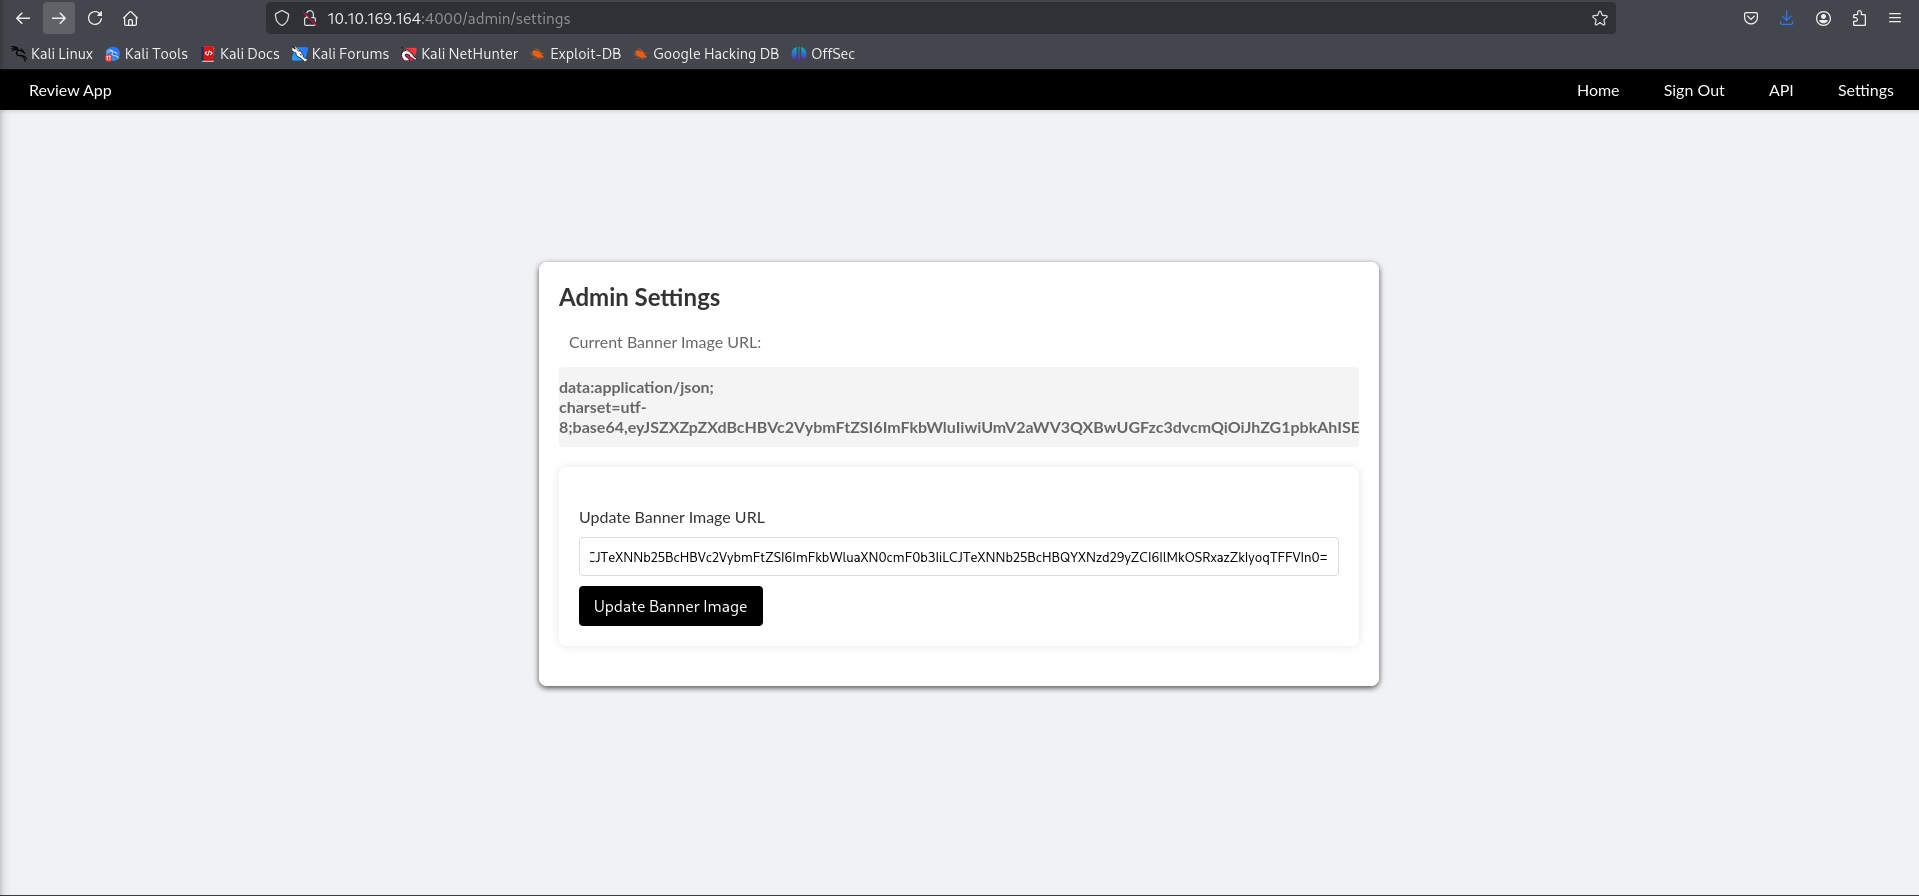 10.10.169.164:4000/admin/settings
Kali Linux Kali Tools Kali Docs Kali Forums Kali NetHunter Exploit-DB Google Hacking DB OffSec
Review App Home Sign Out API Settings
Admin Settings
Current Banner Image URL:
data:application/json;
charset=utf-
8;base64,eyJSZXZpZXdBcHBVc2VybmFtZSI6ImFkbWluIiwiUmV2aWV3QXBwUGFzc3dvcmQiOiJhZG1pbkAhISE
Update Banner Image URL
CJTeXNNb25BcHBVc2VybmFtZSI6ImFkbWluaXN0cmF0b3IiLCJTeXNNb25BcHBQYXNzd29yZCI6IlMkOSRxazZkIyoqTFFVIn0=
Update Banner Image